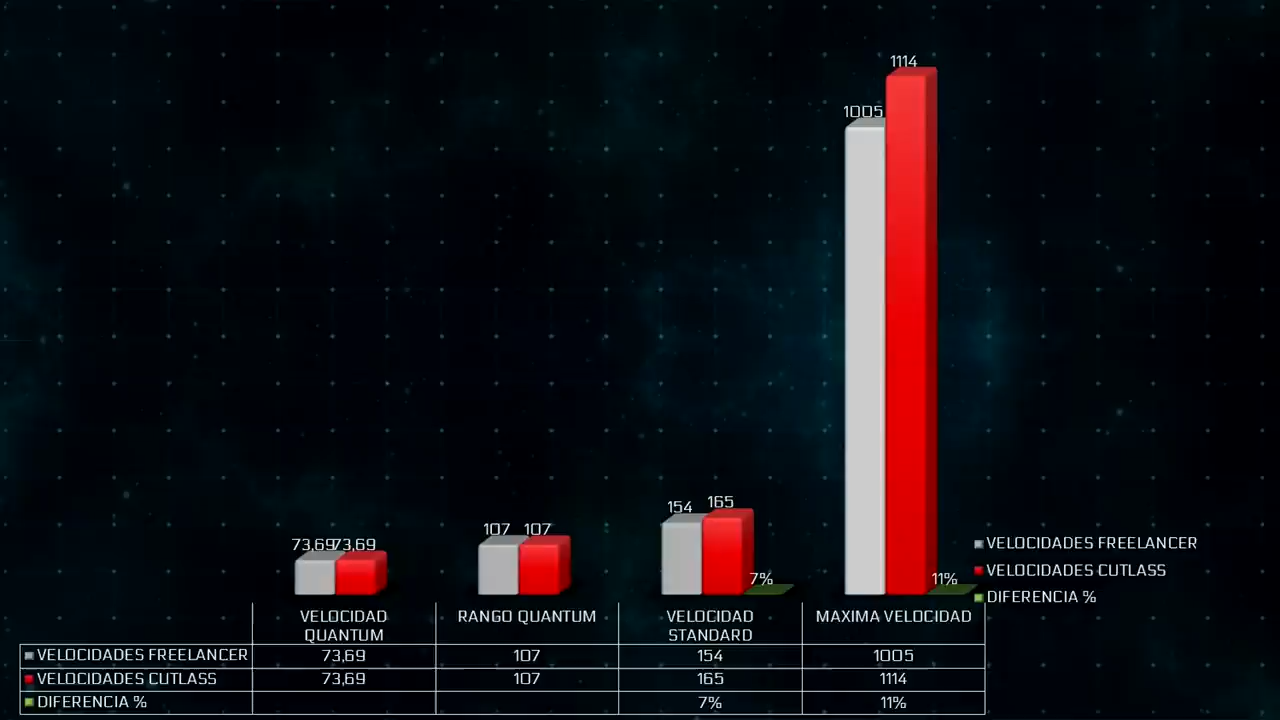 1114
1005
154
165
107
107
73,69
73,69
7%
11%
VELOCIDADES FREELANCER
VELOCIDADES CUTLASS
DIFERENCIA %
VELOCIDAD
QUANTUM
RANGO QUANTUM
VELOCIDAD
STANDARD
MAXIMA VELOCIDAD
VELOCIDADES FREELANCER 73,69 107 154 1005
VELOCIDADES CUTLASS 73,69 107 165 1114
DIFERENCIA % 7% 11%